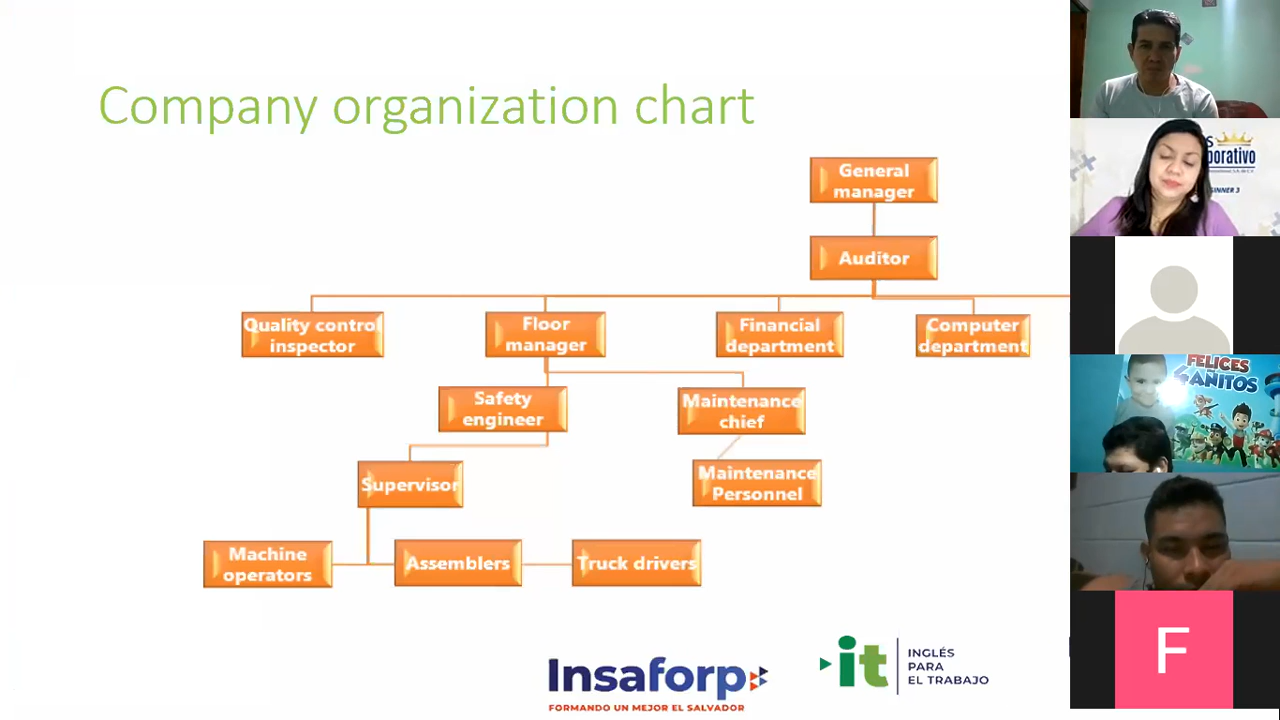 Company organization chart
General
manager
Auditor
Quality control
inspector
Floor
manager
Financial
department
Computer
department
Safety
engineer
Maintenance
chief
Supervisor
Maintenance
Personnel
Machine
operators
Assemblers
Truck drivers
Insaforp
FORMANDO UN MEJOR EL SALVADOR
it
INGLÉS
PARA
EL TRABAJO
FELICES
4 AÑITOS
F